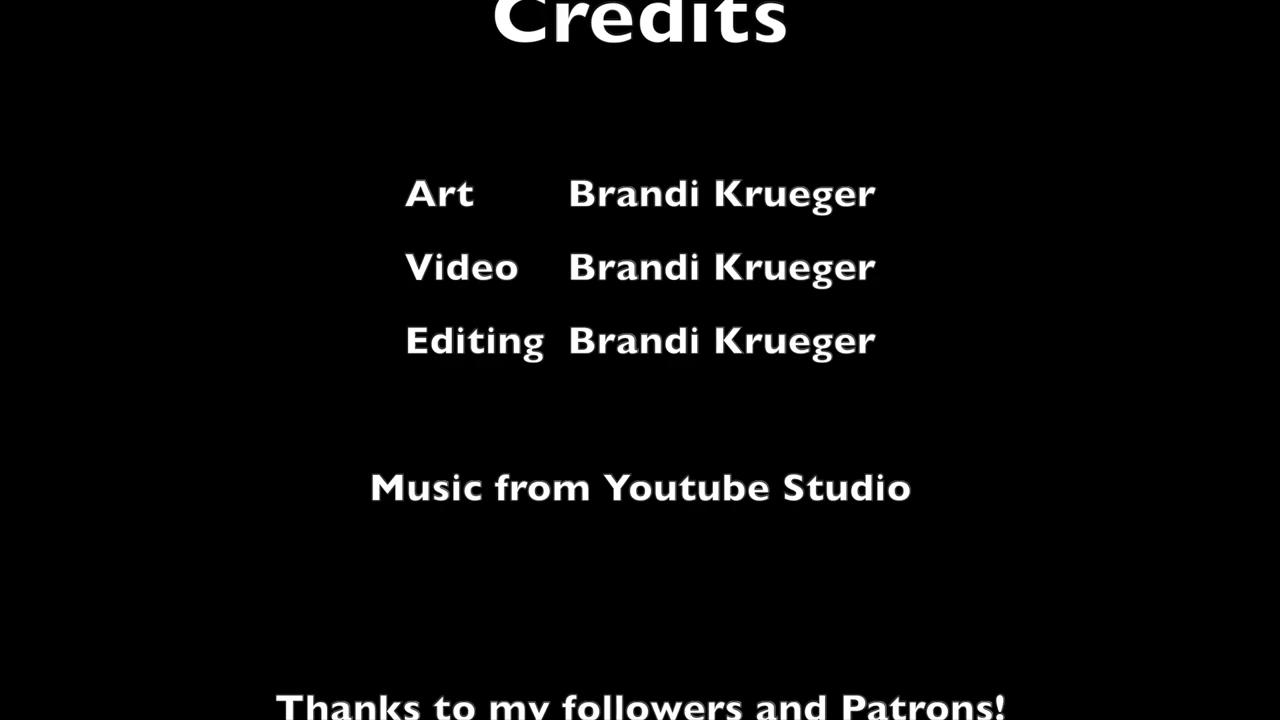 Credits
Art Brandi Krueger
Video Brandi Krueger
Editing Brandi Krueger
Music from Youtube Studio
Thanks to my followers and Patrons!